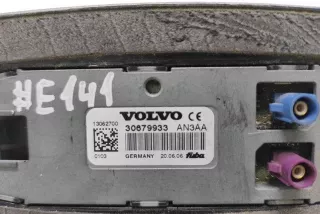 #E141
VOLVO CE
13062700
30679933 AN3AA
0103 GERMANY 20.06.06 fuba